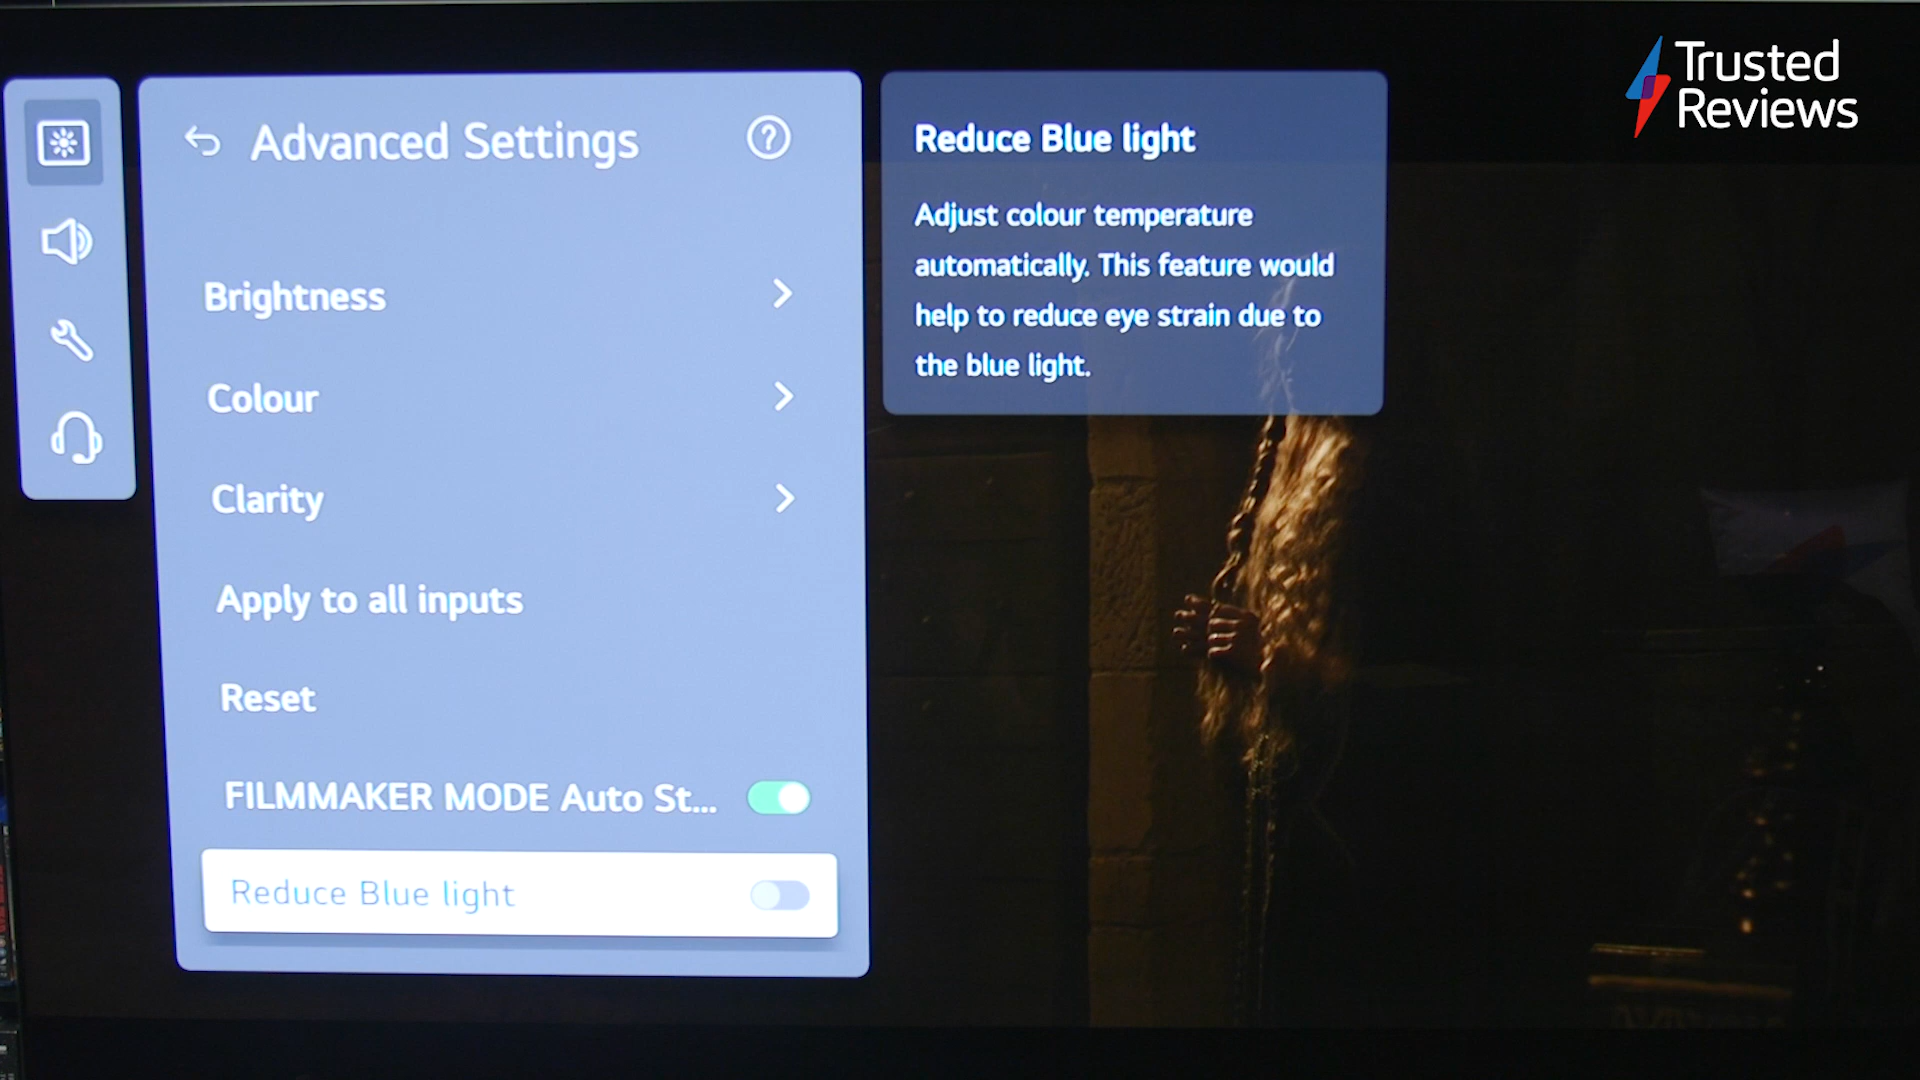 Trusted
Reviews
Advanced Settings
?
Brightness
Colour
Clarity
Apply to all inputs
Reset
FILMMAKER MODE Auto St...
Reduce Blue light
Reduce Blue light
Adjust colour temperature
automatically. This feature would
help to reduce eye strain due to
the blue light.